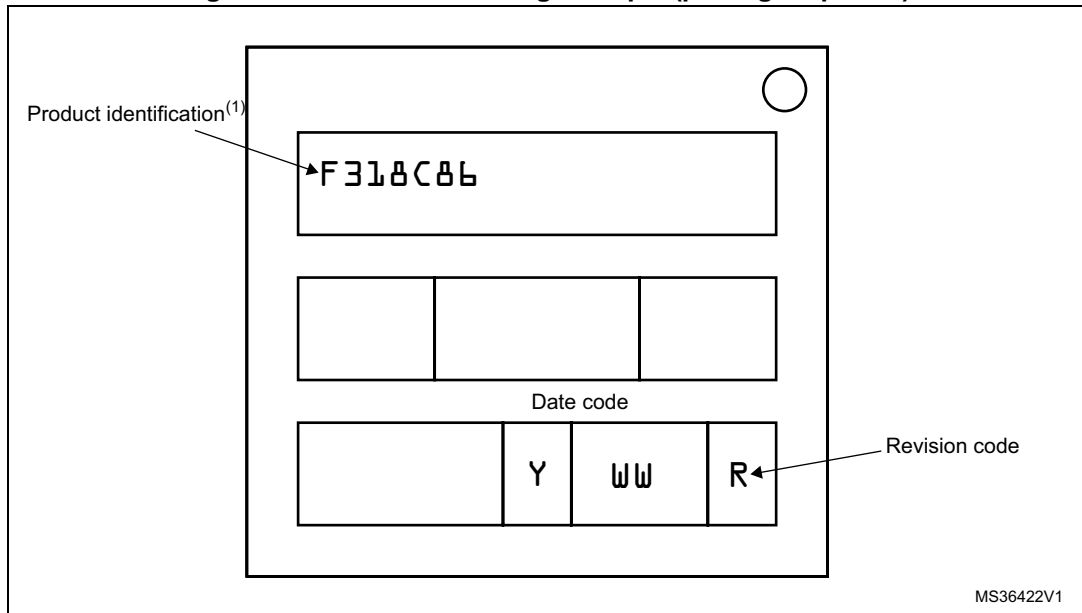 Product identification(1)
F318C86
Date code
Y WW R
Revision code
MS36422V1